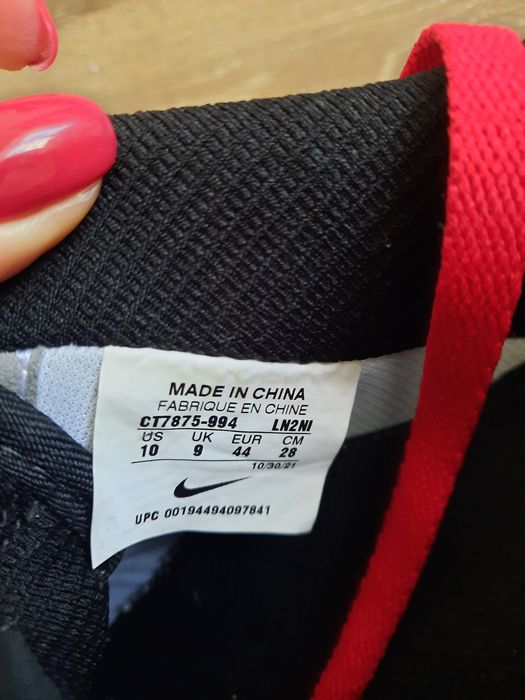 MADE IN CHINA
FABRIQUE EN CHINE
CT7875-994 LN2NI
US UK EUR CM
10 9 44 28
10/30/21
UPC 00194494097841